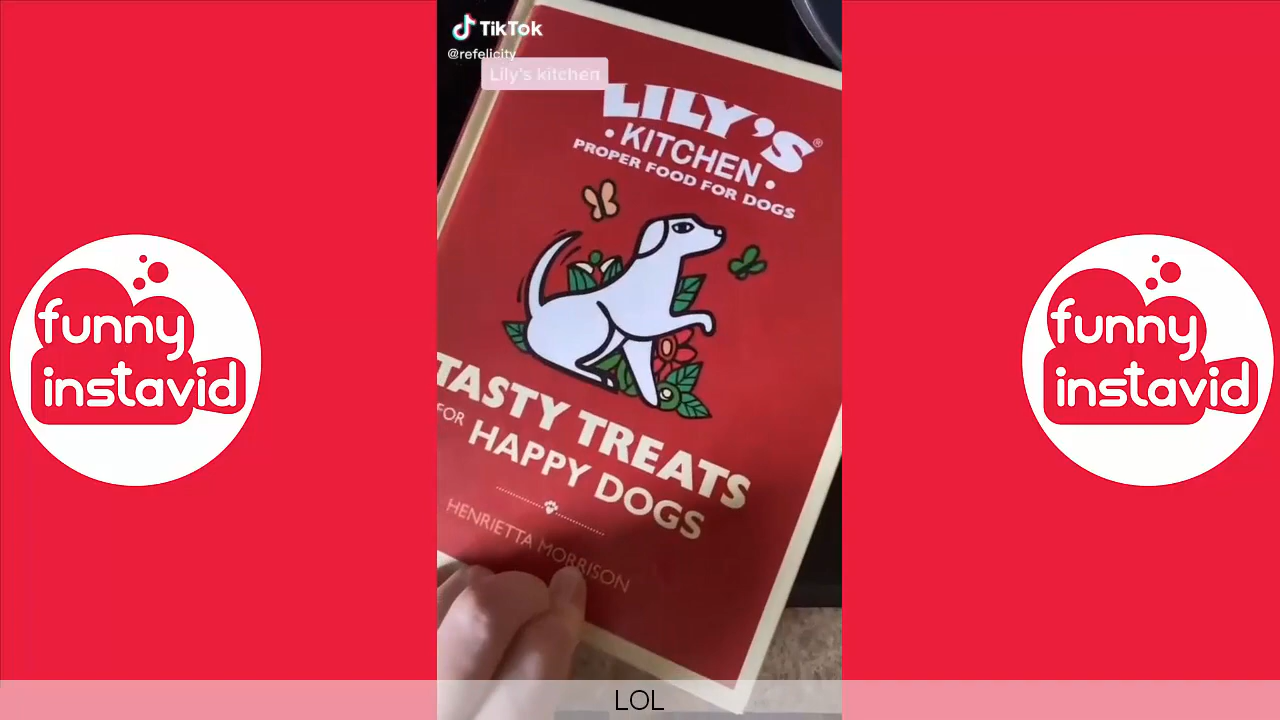 TikTok
@refelicity
Lily's kitchen
LILY'S®
• KITCHEN •
PROPER FOOD FOR DOGS
TASTY TREATS
FOR HAPPY DOGS
HENRIETTA MORRISON
funny
instavid
funny
instavid
LOL